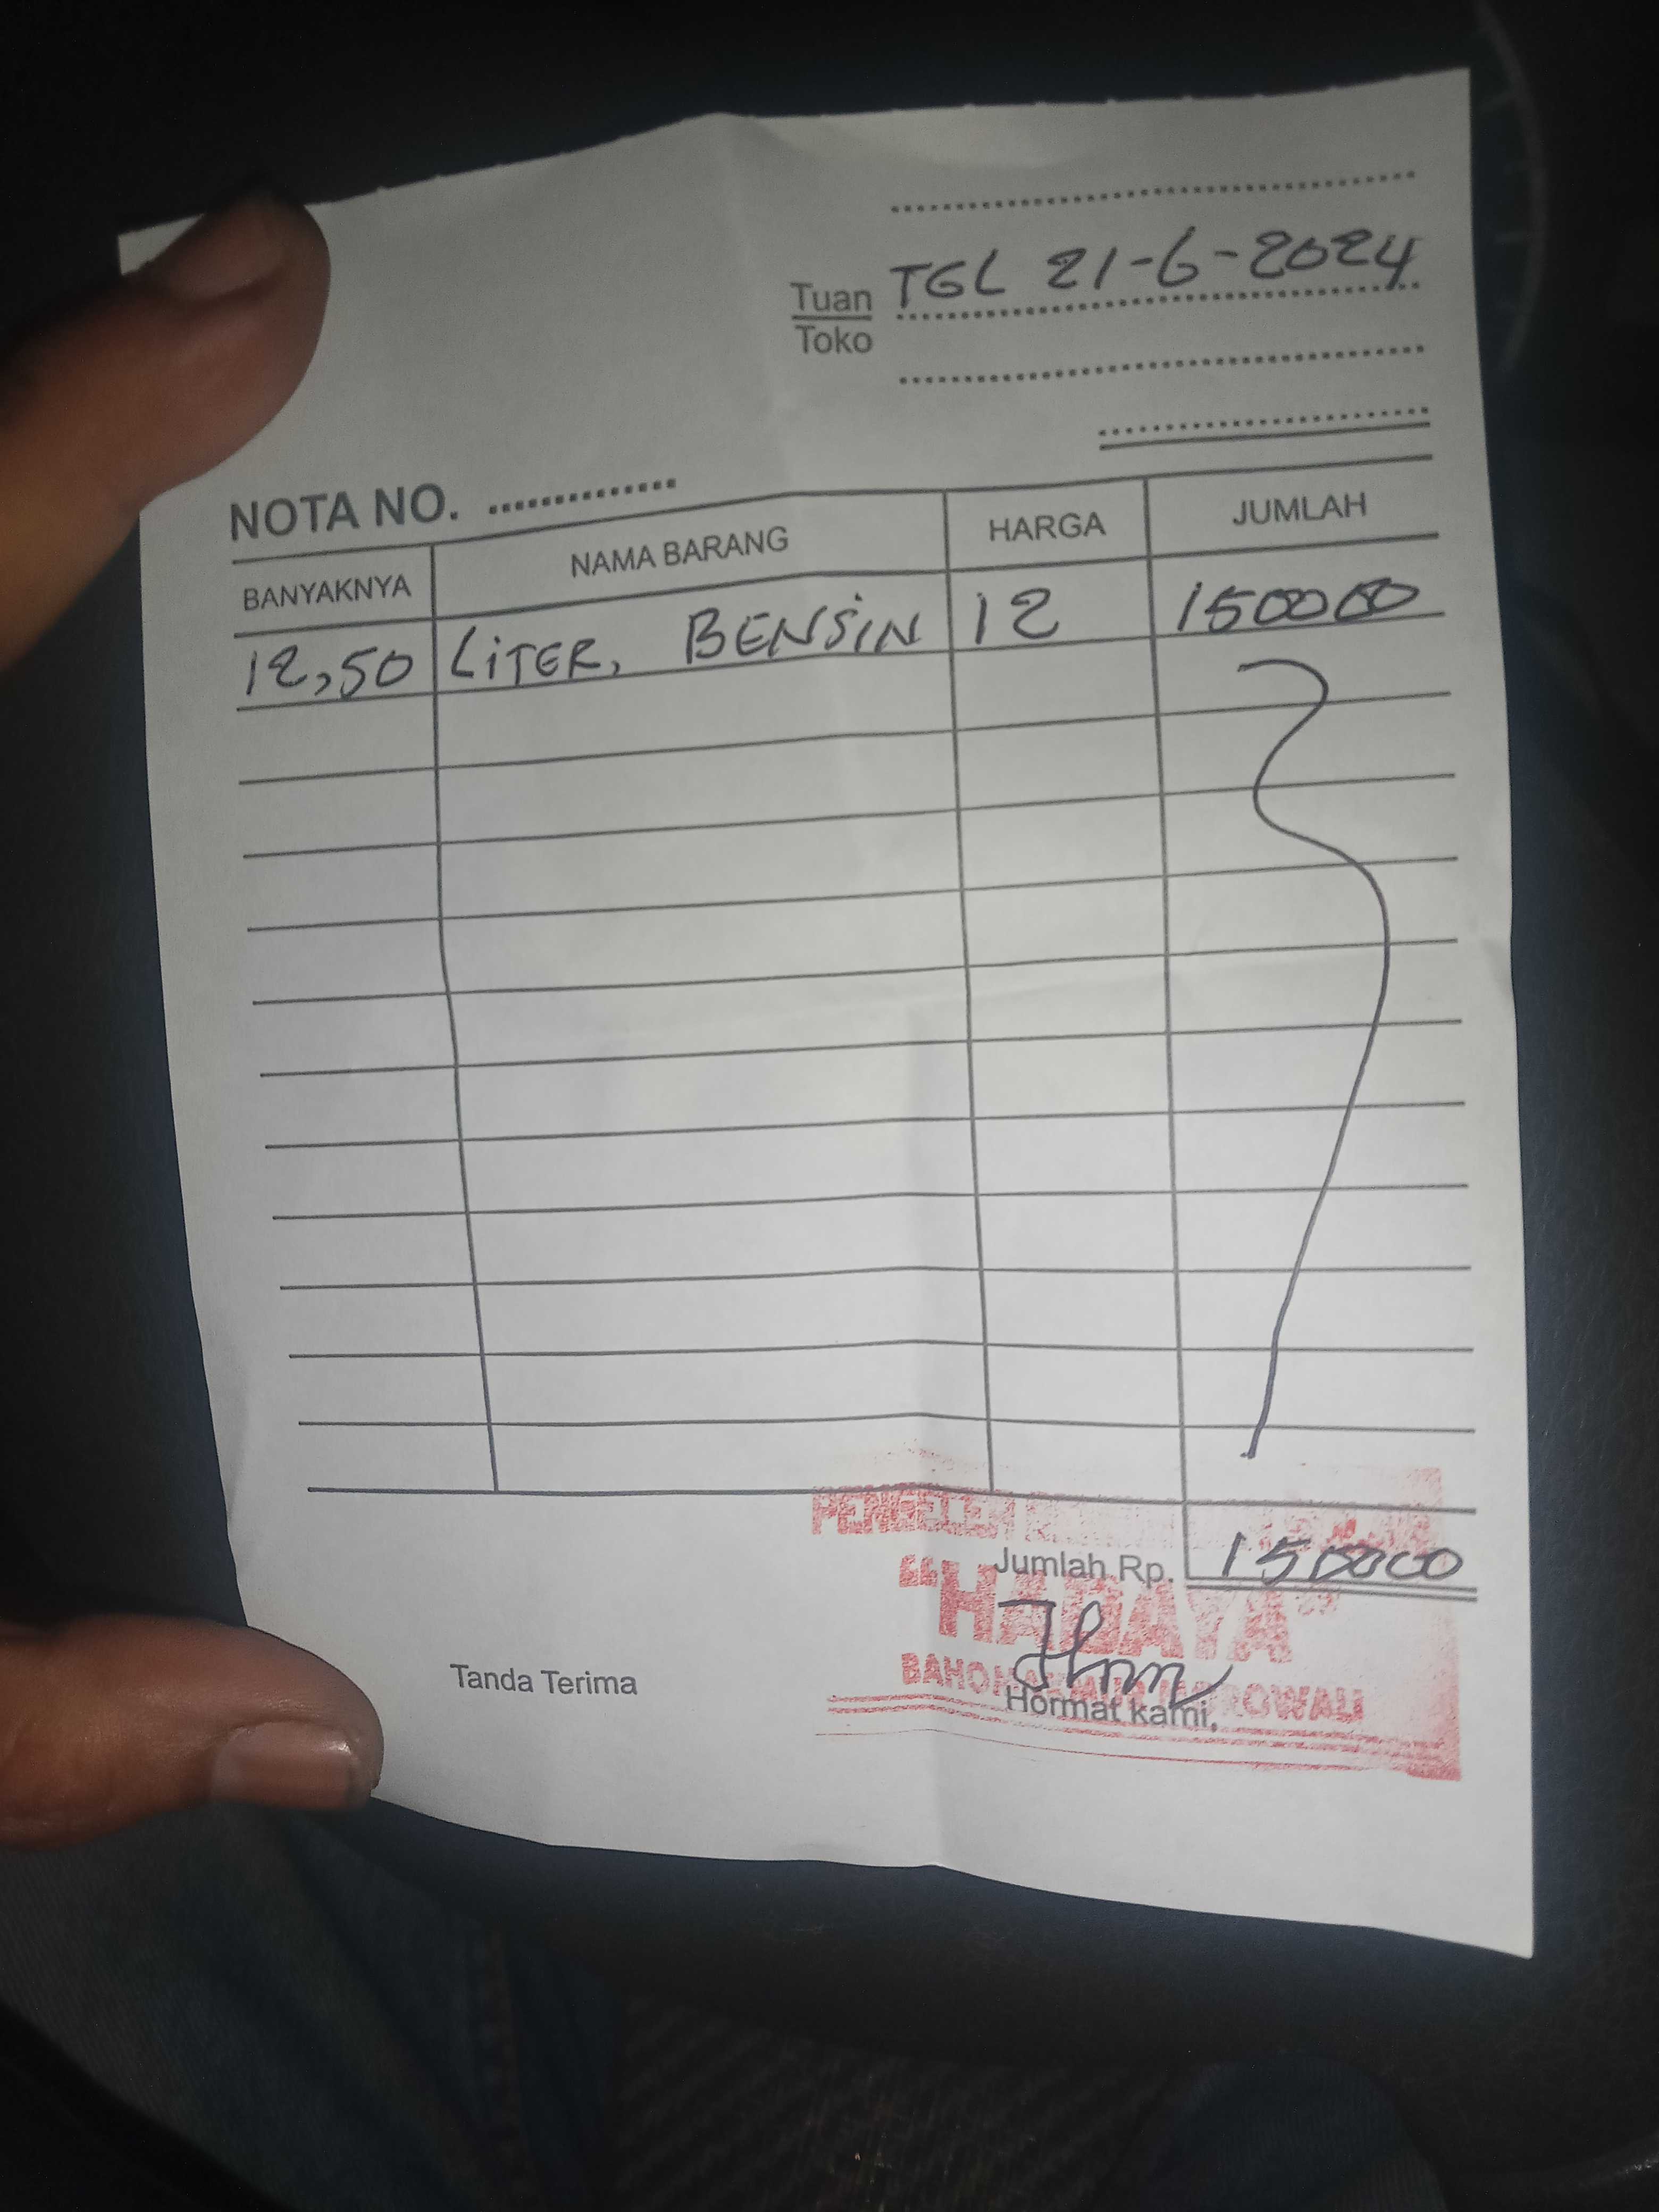 TGL 21-6-2024
Tuan
Toko
NOTA NO. ..............
BANYAKNYA NAMA BARANG HARGA JUMLAH
12,50 LiTER, BENSiN 12 150000
Jumlah Rp. 150000
"HADAYA"
Tanda Terima
Hormat kami,